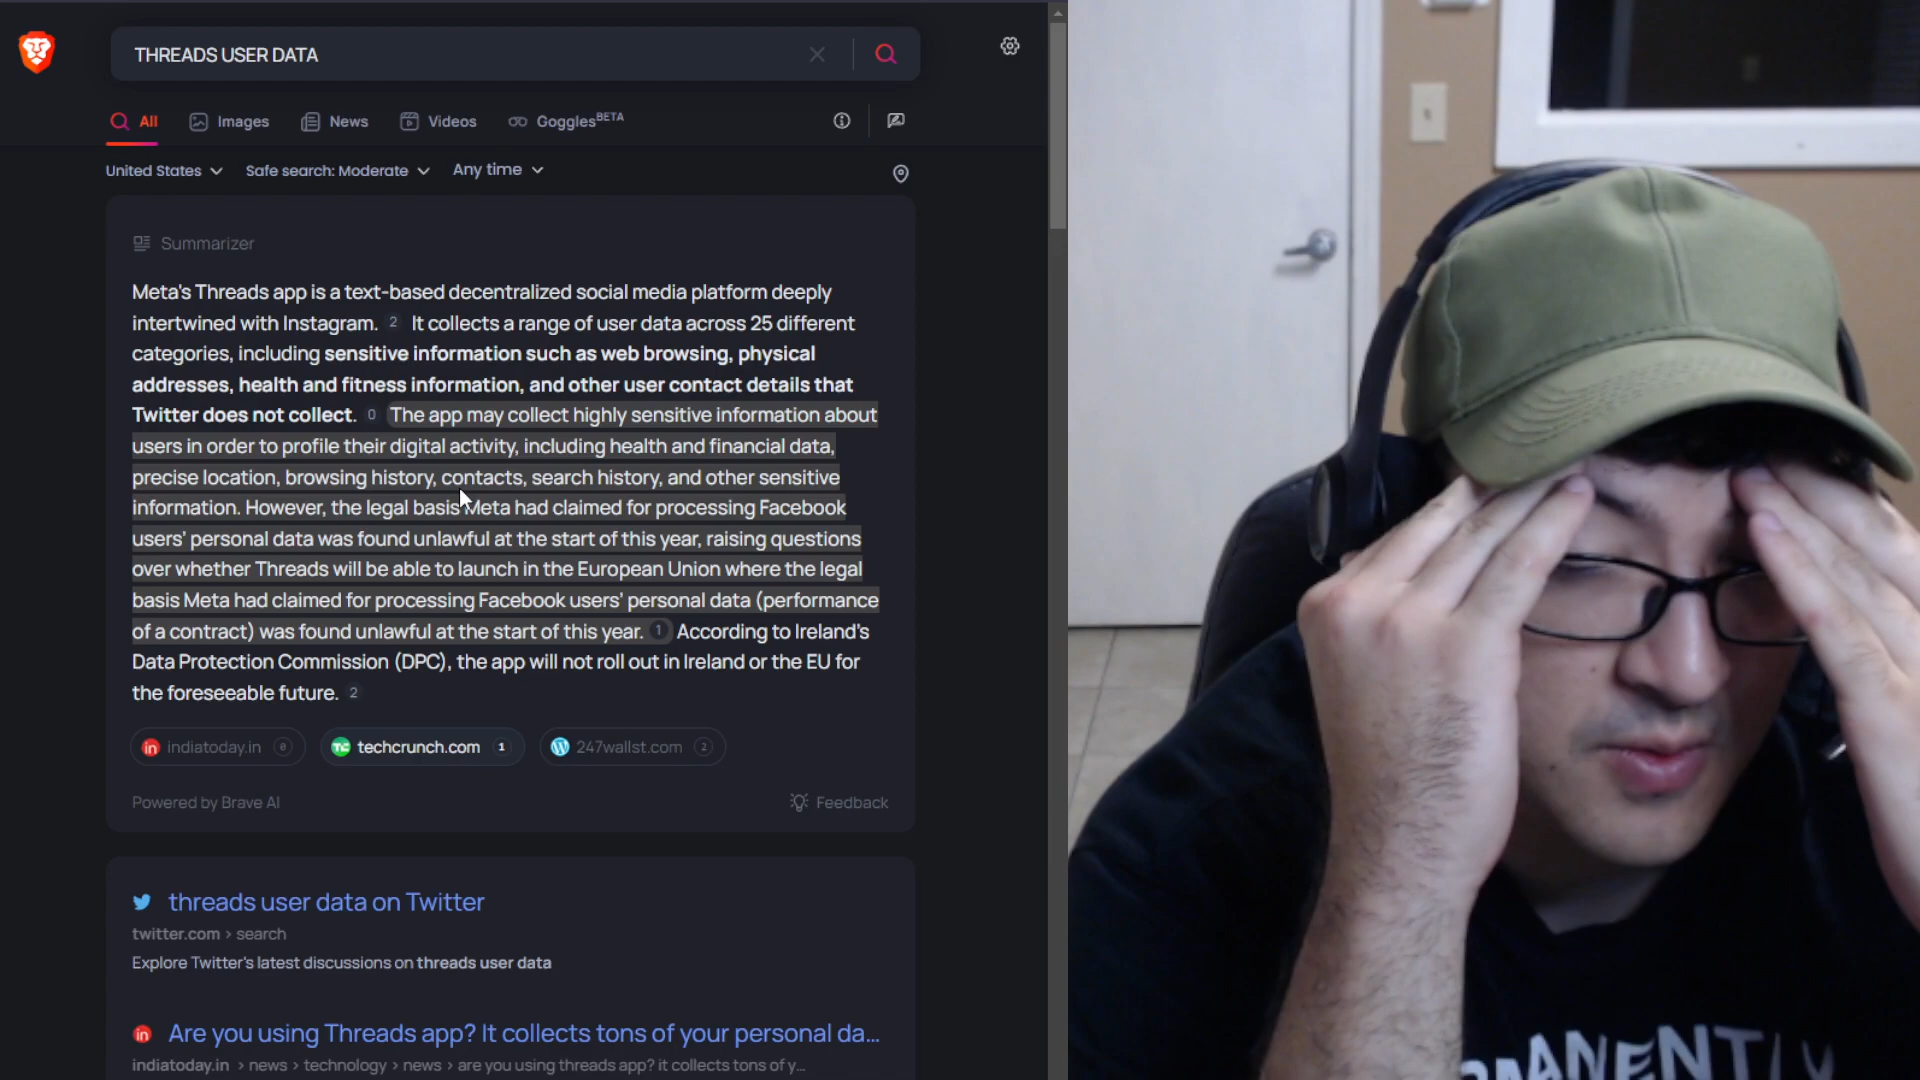 THREADS USER DATA
All Images News Videos Goggles BETA
United States Safe search: Moderate Any time
Summarizer
Meta's Threads app is a text-based decentralized social media platform deeply
intertwined with Instagram. 2 It collects a range of user data across 25 different
categories, including sensitive information such as web browsing, physical
addresses, health and fitness information, and other user contact details that
Twitter does not collect. 0 The app may collect highly sensitive information about
users in order to profile their digital activity, including health and financial data,
precise location, browsing history, contacts, search history, and other sensitive
information. However, the legal basis Meta had claimed for processing Facebook
users' personal data was found unlawful at the start of this year, raising questions
over whether Threads will be able to launch in the European Union where the legal
basis Meta had claimed for processing Facebook users' personal data (performance
of a contract) was found unlawful at the start of this year. 1 According to Ireland's
Data Protection Commission (DPC), the app will not roll out in Ireland or the EU for
the foreseeable future. 2
in indiatoday.in 0 techcrunch.com 1 247wallst.com 2
Powered by Brave AI Feedback
threads user data on Twitter
twitter.com › search
Explore Twitter's latest discussions on threads user data
in Are you using Threads app? It collects tons of your personal da...
indiatoday.in › news › technology › news › are you using threads app? it collects tons of y...